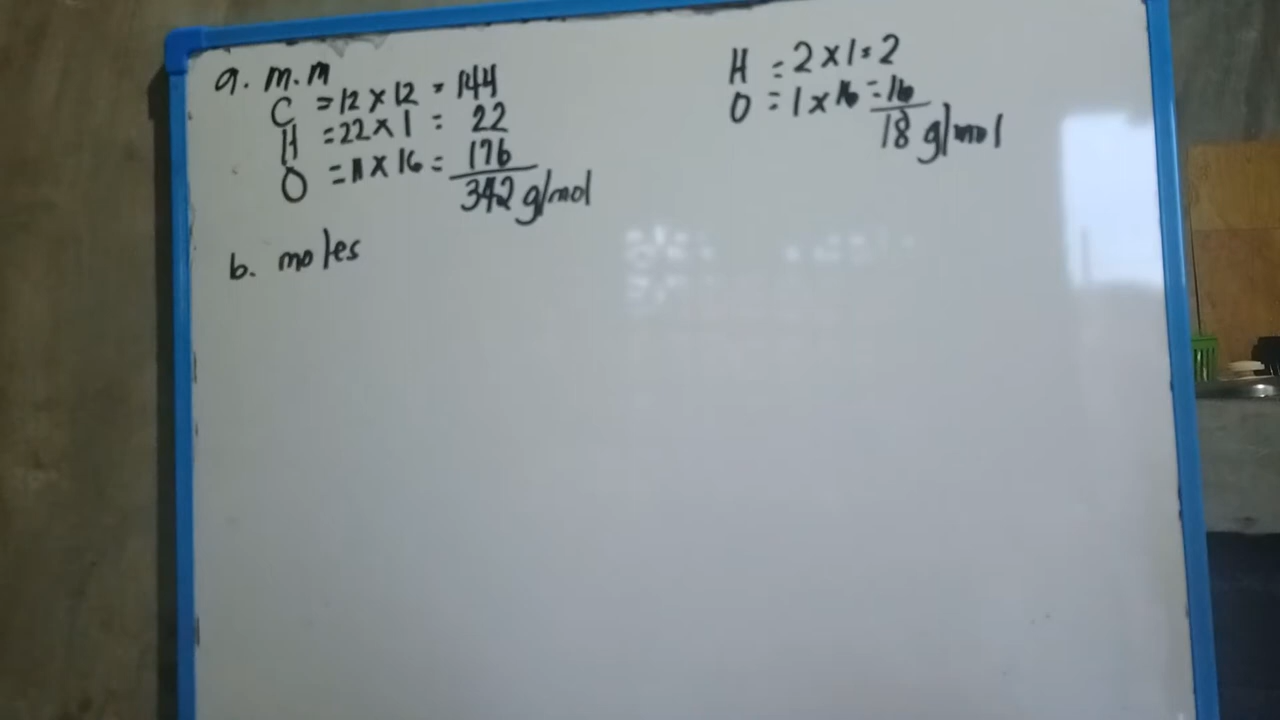 a. m.m
C = 12 x 12 = 144
H = 22 x 1 = 22
O = 11 x 16 = 176
342 g/mol
H = 2 x 1 = 2
O = 1 x 16 = 16
18 g/mol
b. moles